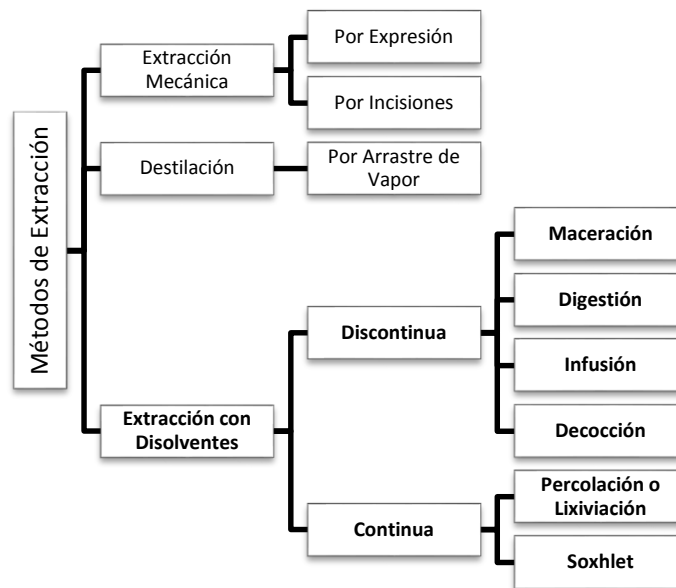 Métodos de Extracción
Extracción
Mecánica
Por Expresión
Por Incisiones
Destilación
Por Arrastre de
Vapor
Extracción con
Disolventes
Discontinua
Maceración
Digestión
Infusión
Decocción
Continua
Percolación o
Lixiviación
Soxhlet